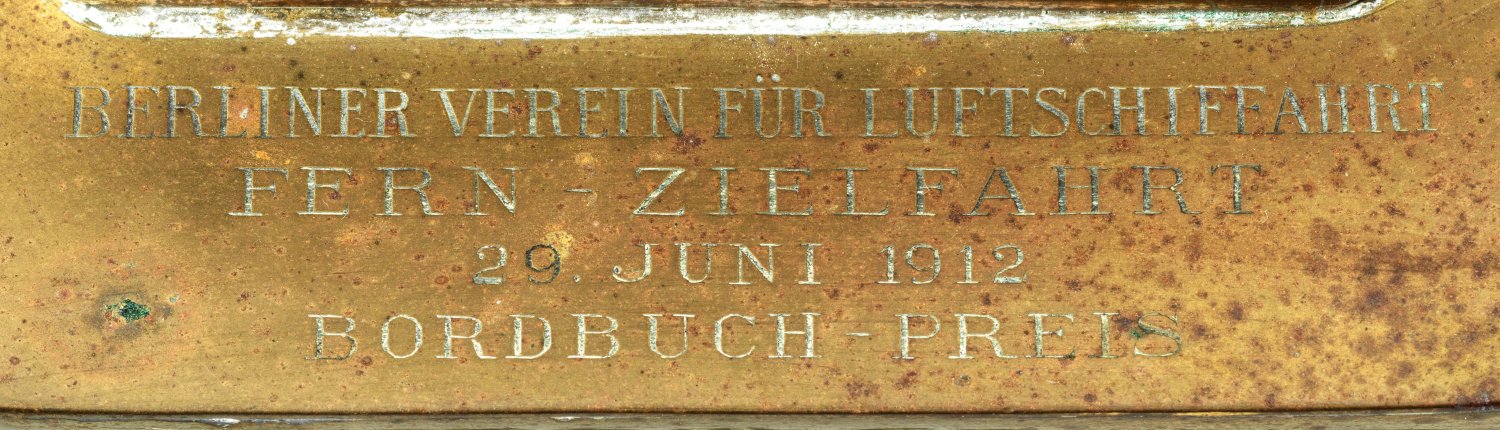 BERLINER VEREIN FÜR LUFTSCHIFFAHRT
FERN - ZIELFAHRT
29. JUNI 1912
BORDBUCH - PREIS